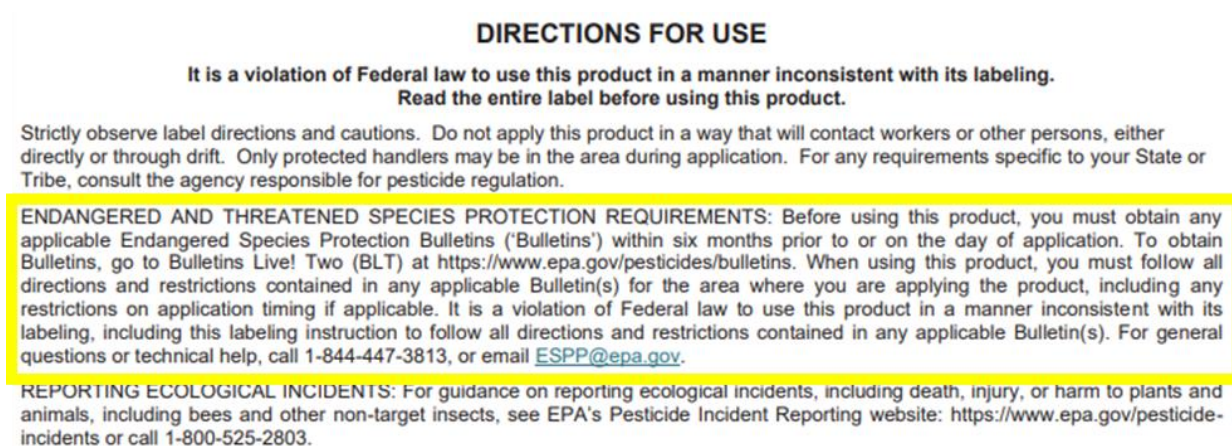 DIRECTIONS FOR USE
It is a violation of Federal law to use this product in a manner inconsistent with its labeling.
Read the entire label before using this product.
Strictly observe label directions and cautions. Do not apply this product in a way that will contact workers or other persons, either
directly or through drift. Only protected handlers may be in the area during application. For any requirements specific to your State or
Tribe, consult the agency responsible for pesticide regulation.
ENDANGERED AND THREATENED SPECIES PROTECTION REQUIREMENTS: Before using this product, you must obtain any
applicable Endangered Species Protection Bulletins (‘Bulletins’) within six months prior to or on the day of application. To obtain
Bulletins, go to Bulletins Live! Two (BLT) at https://www.epa.gov/pesticides/bulletins. When using this product, you must follow all
directions and restrictions contained in any applicable Bulletin(s) for the area where you are applying the product, including any
restrictions on application timing if applicable. It is a violation of Federal law to use this product in a manner inconsistent with its
labeling, including this labeling instruction to follow all directions and restrictions contained in any applicable Bulletin(s). For general
questions or technical help, call 1-844-447-3813, or email ESPP@epa.gov.
REPORTING ECOLOGICAL INCIDENTS: For guidance on reporting ecological incidents, including death, injury, or harm to plants and
animals, including bees and other non-target insects, see EPA’s Pesticide Incident Reporting website: https://www.epa.gov/pesticide-
incidents or call 1-800-525-2803.